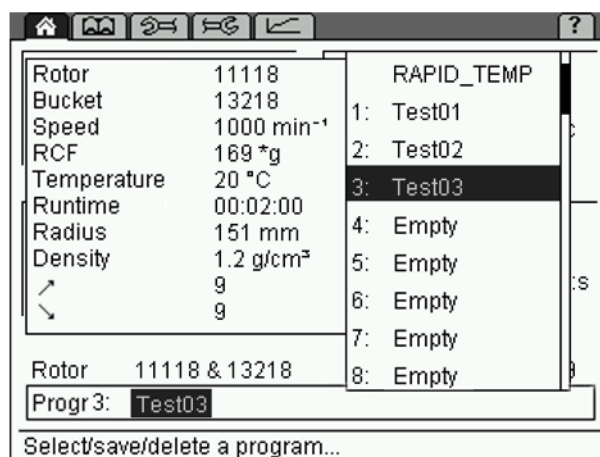 ?
Rotor 11118
Bucket 13218
Speed 1000 min⁻¹
RCF 169 *g
Temperature 20 °C
Runtime 00:02:00
Radius 151 mm
Density 1.2 g/cm³
↗ 9
↘ 9
RAPID_TEMP
1: Test01
2: Test02
3: Test03
4: Empty
5: Empty
6: Empty
7: Empty
8: Empty
:s
Rotor 11118 & 13218
Progr 3: Test03
Select/save/delete a program...